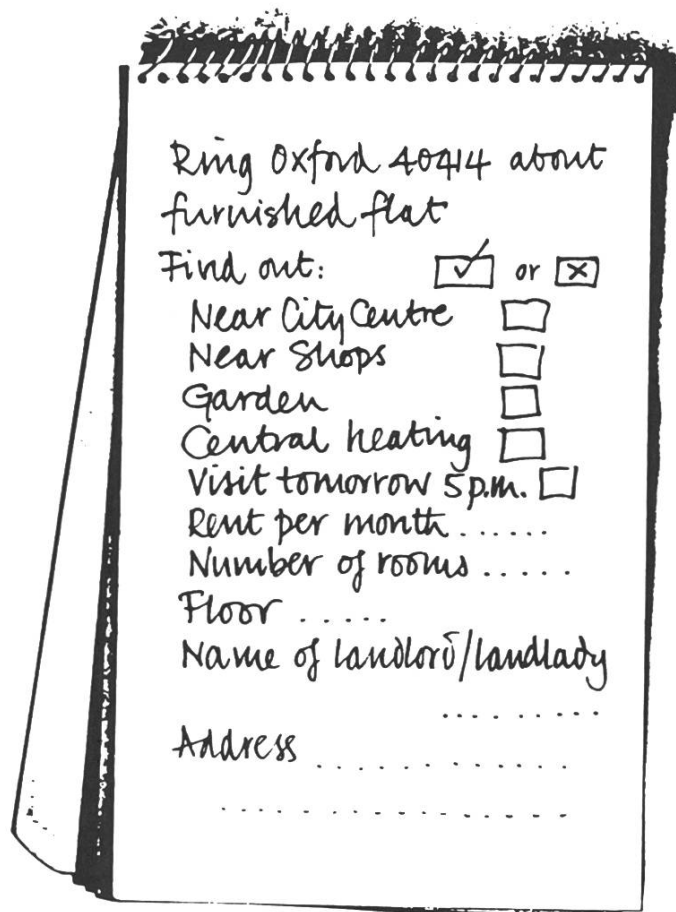 Ring Oxford 40414 about
furnished flat
Find out: ☑ or ☒
Near City Centre ☐
Near Shops ☐
Garden ☐
Central heating ☐
Visit tomorrow 5 p.m. ☐
Rent per month ......
Number of rooms .....
Floor .....
Name of landlord/landlady
.........
Address ............
................